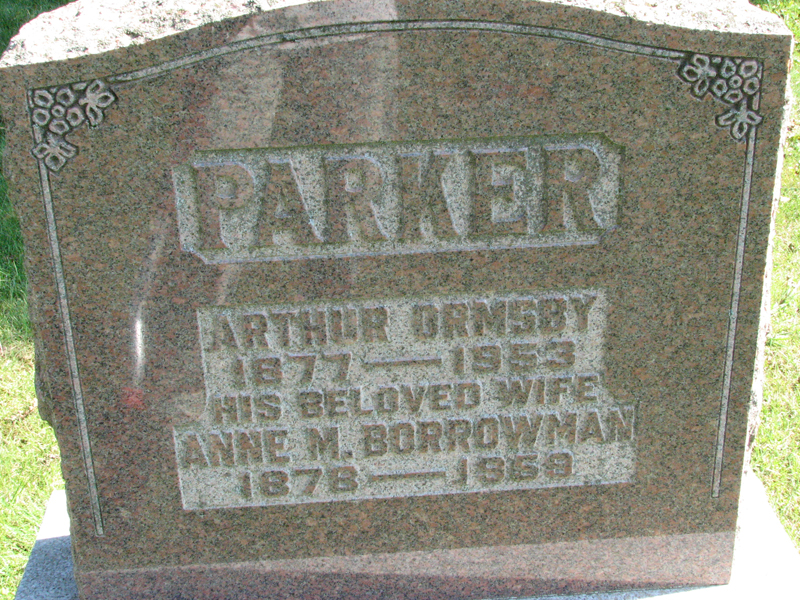 PARKER
ARTHUR ORMSBY
1877 — 1953
HIS BELOVED WIFE
ANNE M. BORROWMAN
1878 — 1959